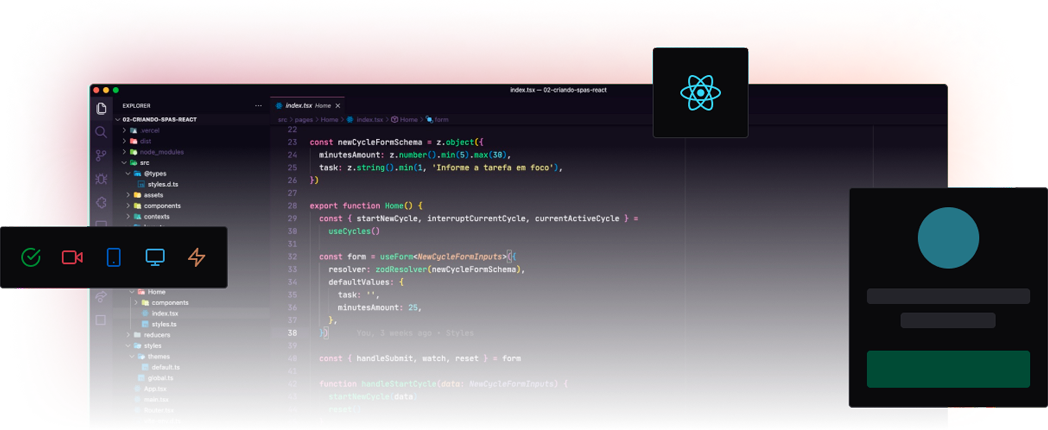 index.tsx — 02-criando-spas-react
EXPLORER
02-CRIANDO-SPAS-REACT
.vercel
dist
node_modules
src
@types
styles.d.ts
assets
components
contexts
Home
components
index.tsx
styles.ts
reducers
styles
themes
default.ts
global.ts
App.tsx
main.tsx
index.tsx Home
src > pages > Home > index.tsx > Home > form
22
23 const newCycleFormSchema = z.object({
24 minutesAmount: z.number().min(5).max(30),
25 task: z.string().min(1, 'Informe a tarefa em foco'),
26 })
27
28 export function Home() {
29 const { startNewCycle, interruptCurrentCycle, currentActiveCycle } =
30 useCycles()
31
32 const form = useForm<NewCycleFormInputs>({
33 resolver: zodResolver(newCycleFormSchema),
34 defaultValues: {
35 task: '',
36 minutesAmount: 25,
37 },
38 }) You, 3 weeks ago • Styles
39
40 const { handleSubmit, watch, reset } = form
41
42 function handleStartCycle(data: NewCycleFormInputs) {
startNewCycle(data)
reset()